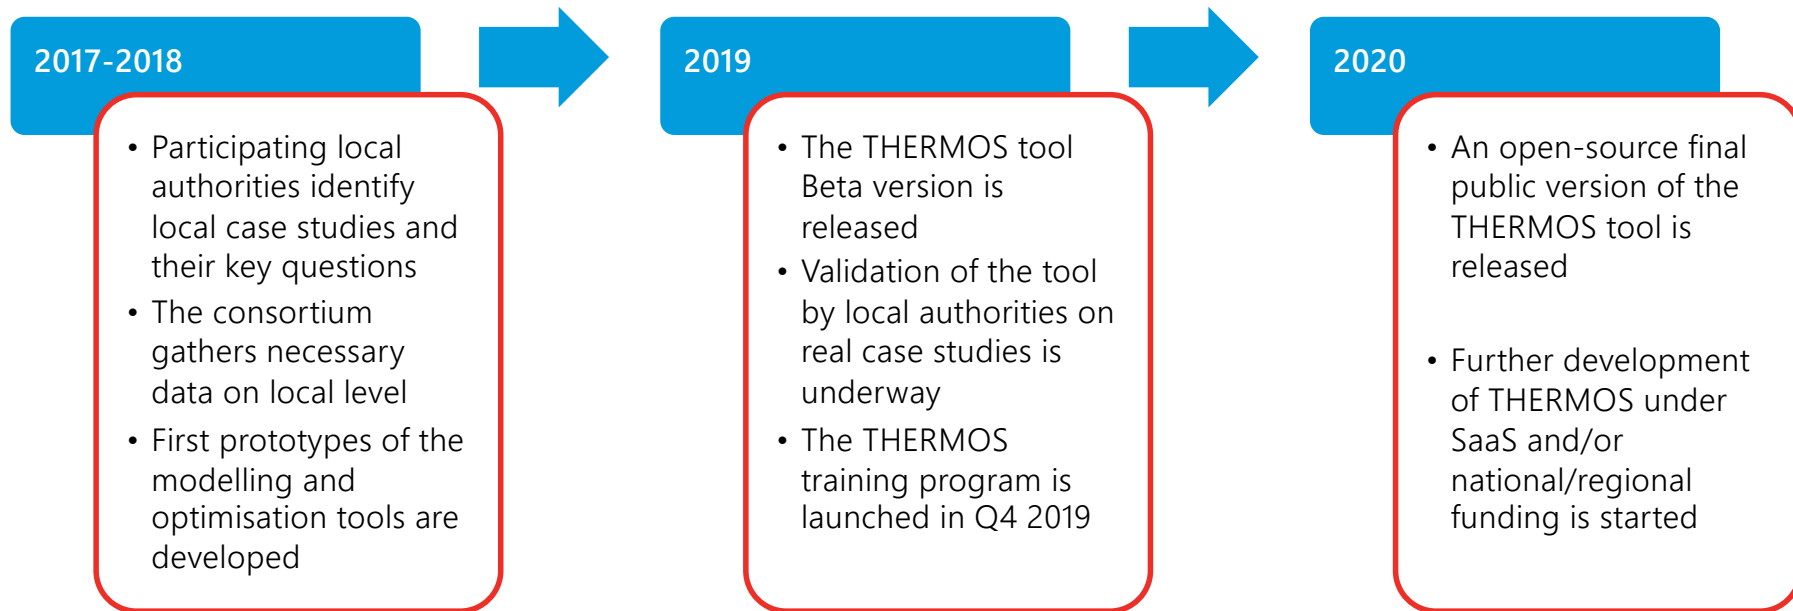 2017-2018
• Participating local
authorities identify
local case studies and
their key questions
• The consortium
gathers necessary
data on local level
• First prototypes of the
modelling and
optimisation tools are
developed
2019
• The THERMOS tool
Beta version is
released
• Validation of the tool
by local authorities on
real case studies is
underway
• The THERMOS
training program is
launched in Q4 2019
2020
• An open-source final
public version of the
THERMOS tool is
released
• Further development
of THERMOS under
SaaS and/or
national/regional
funding is started